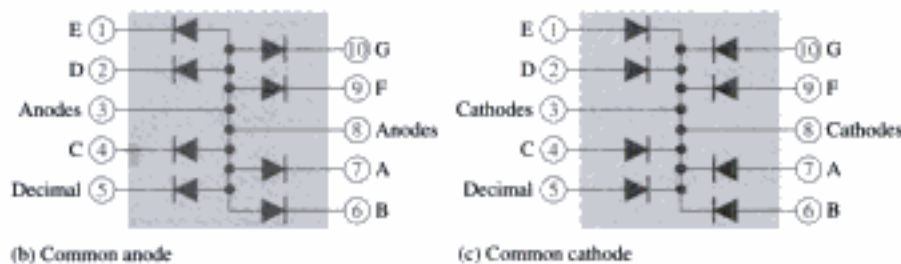 E 1
10 G
D 2
9 F
Anodes 3
8 Anodes
C 4
7 A
Decimal 5
6 B
(b) Common anode
E 1
10 G
D 2
9 F
Cathodes 3
8 Cathodes
C 4
7 A
Decimal 5
6 B
(c) Common cathode